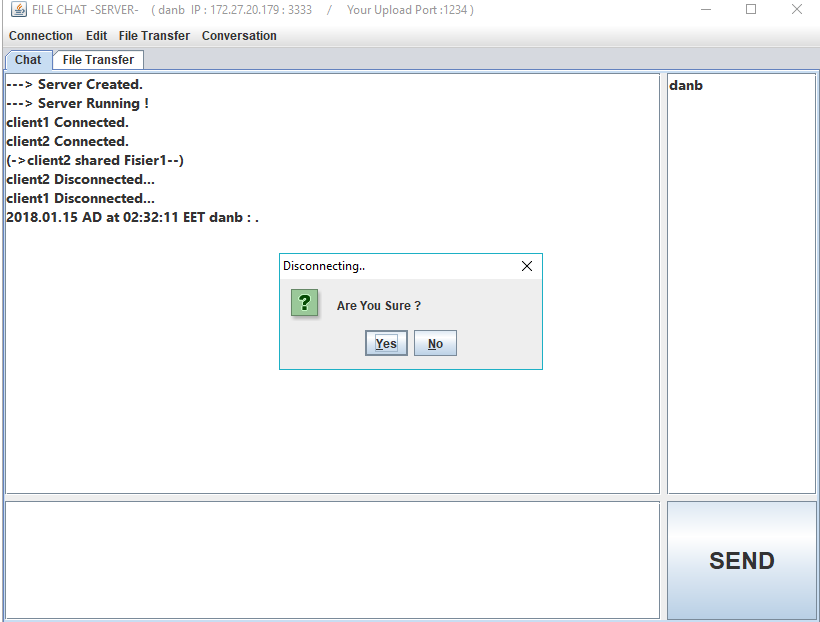 FILE CHAT -SERVER- ( danb IP : 172.27.20.179 : 3333 / Your Upload Port :1234 )
Connection Edit File Transfer Conversation
Chat File Transfer
---> Server Created.
---> Server Running !
client1 Connected.
client2 Connected.
(->client2 shared Fisier1--)
client2 Disconnected...
client1 Disconnected...
2018.01.15 AD at 02:32:11 EET danb : .
danb
Disconnecting..
Are You Sure ?
Yes No
SEND